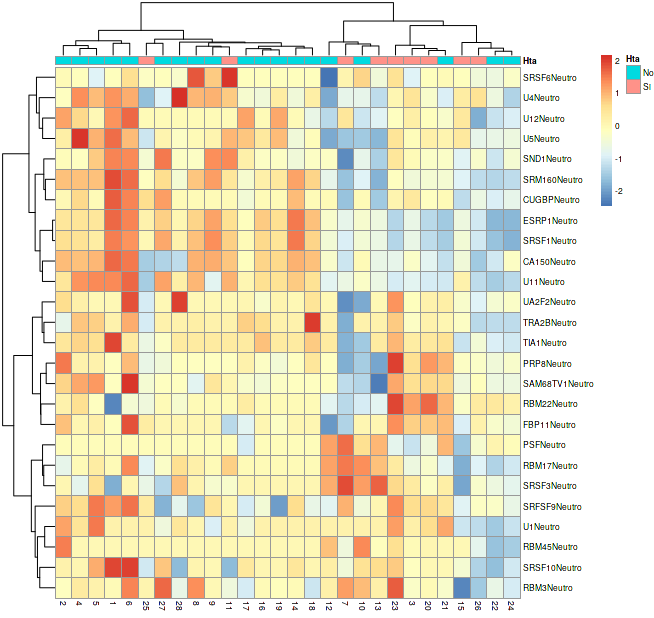 Hta
SRSF6Neutro
U4Neutro
U12Neutro
U5Neutro
SND1Neutro
SRM160Neutro
CUGBPNeutro
ESRP1Neutro
SRSF1Neutro
CA150Neutro
U11Neutro
UA2F2Neutro
TRA2BNeutro
TIA1Neutro
PRP8Neutro
SAM68TV1Neutro
RBM22Neutro
FBP11Neutro
PSFNeutro
RBM17Neutro
SRSF3Neutro
SRFSF9Neutro
U1Neutro
RBM45Neutro
SRSF10Neutro
RBM3Neutro
2 4 5 1 6 25 27 28 8 9 11 17 16 19 14 18 12 7 10 13 23 3 20 21 15 26 22 24
2
1
0
-1
-2
Hta
No
Si